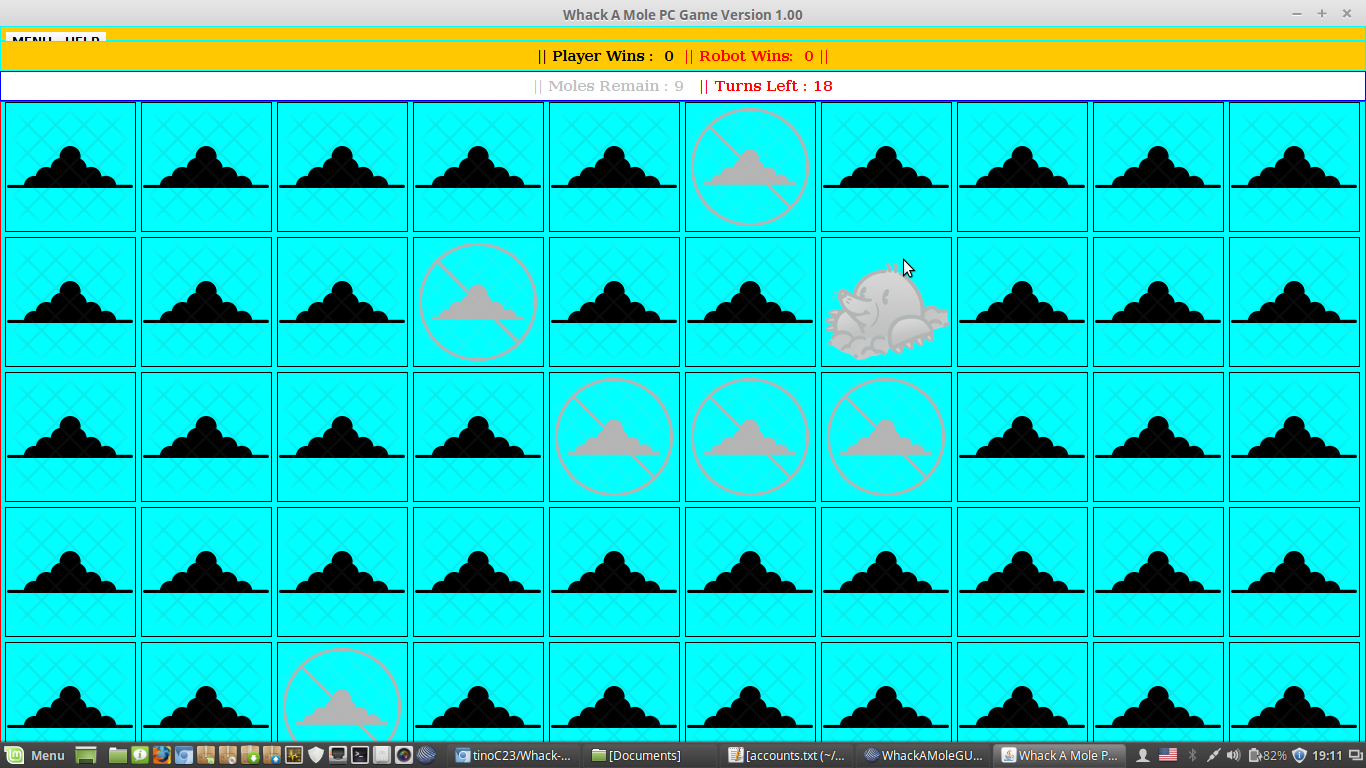 Whack A Mole PC Game Version 1.00
MENU HELP
|| Player Wins : 0 || Robot Wins: 0 ||
|| Moles Remain : 9 || Turns Left : 18
Menu tinoC23/Whack-... [Documents] [accounts.txt (~/... WhackAMoleGU... Whack A Mole P... 82% 19:11